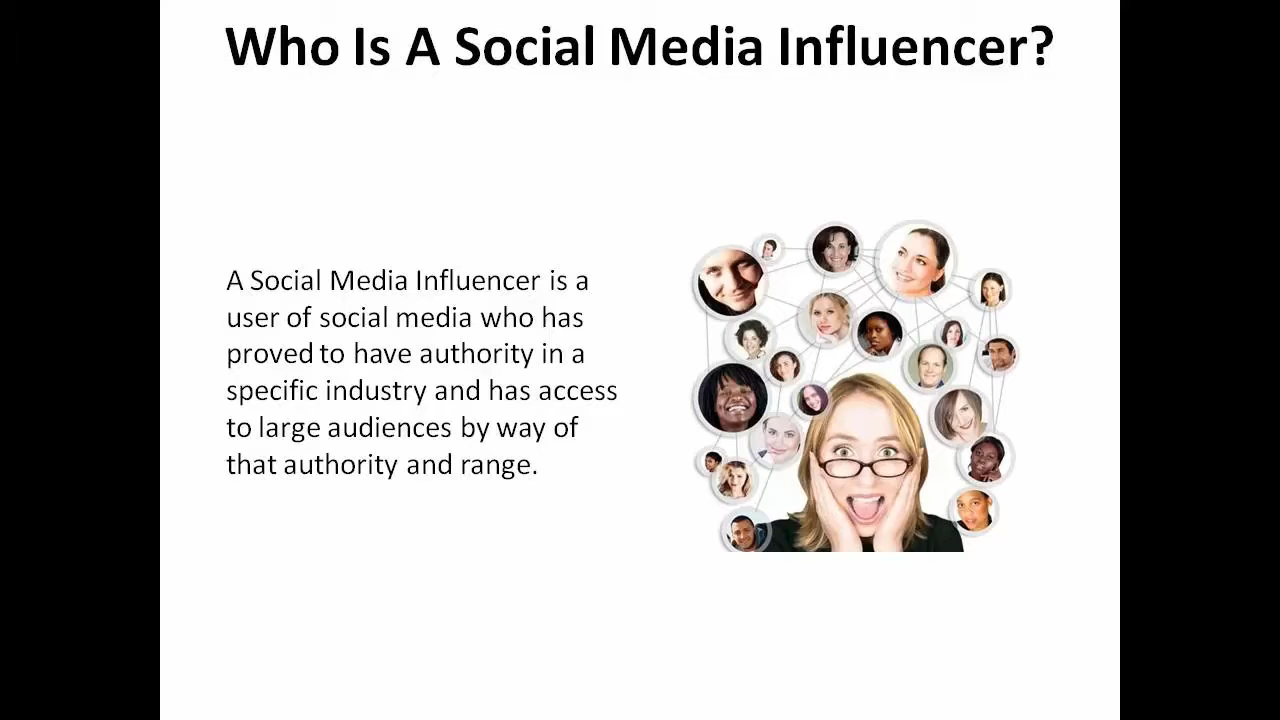 Who Is A Social Media Influencer?
A Social Media Influencer is a
user of social media who has
proved to have authority in a
specific industry and has access
to large audiences by way of
that authority and range.